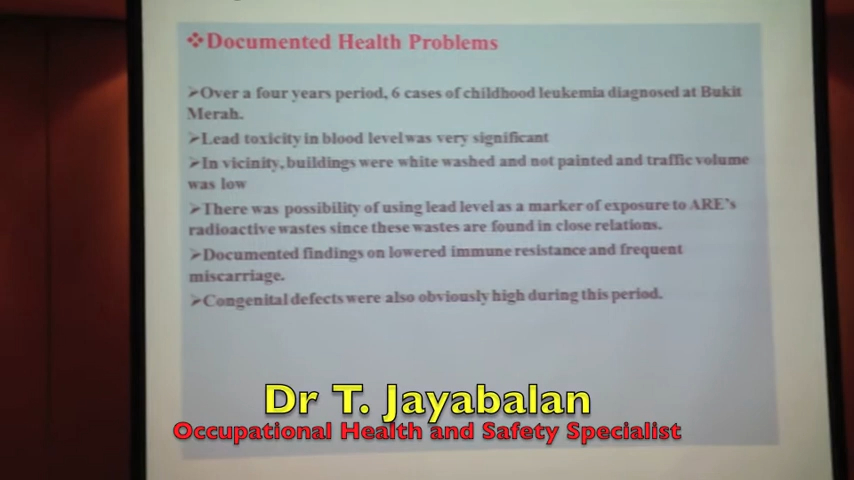 ❖Documented Health Problems
➢Over a four years period, 6 cases of childhood leukemia diagnosed at Bukit
Merah.
➢Lead toxicity in blood level was very significant
➢In vicinity, buildings were white washed and not painted and traffic volume
was low
➢There was possibility of using lead level as a marker of exposure to ARE's
radioactive wastes since these wastes are found in close relations.
➢Documented findings on lowered immune resistance and frequent
miscarriage.
➢Congenital defects were also obviously high during this period.
Dr T. Jayabalan
Occupational Health and Safety Specialist